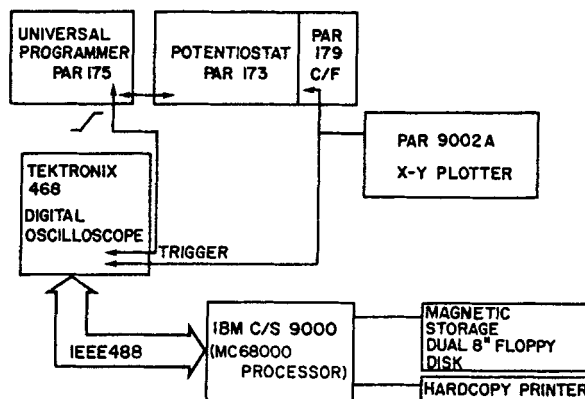 UNIVERSAL
PROGRAMMER
PAR 175
POTENTIOSTAT
PAR 173
PAR
179
C/F
PAR 9002A
X-Y PLOTTER
TEKTRONIX
468
DIGITAL
OSCILLOSCOPE
TRIGGER
IEEE488
IBM C/S 9000
(MC68000
PROCESSOR)
MAGNETIC
STORAGE
DUAL 8" FLOPPY
DISK
HARDCOPY PRINTER